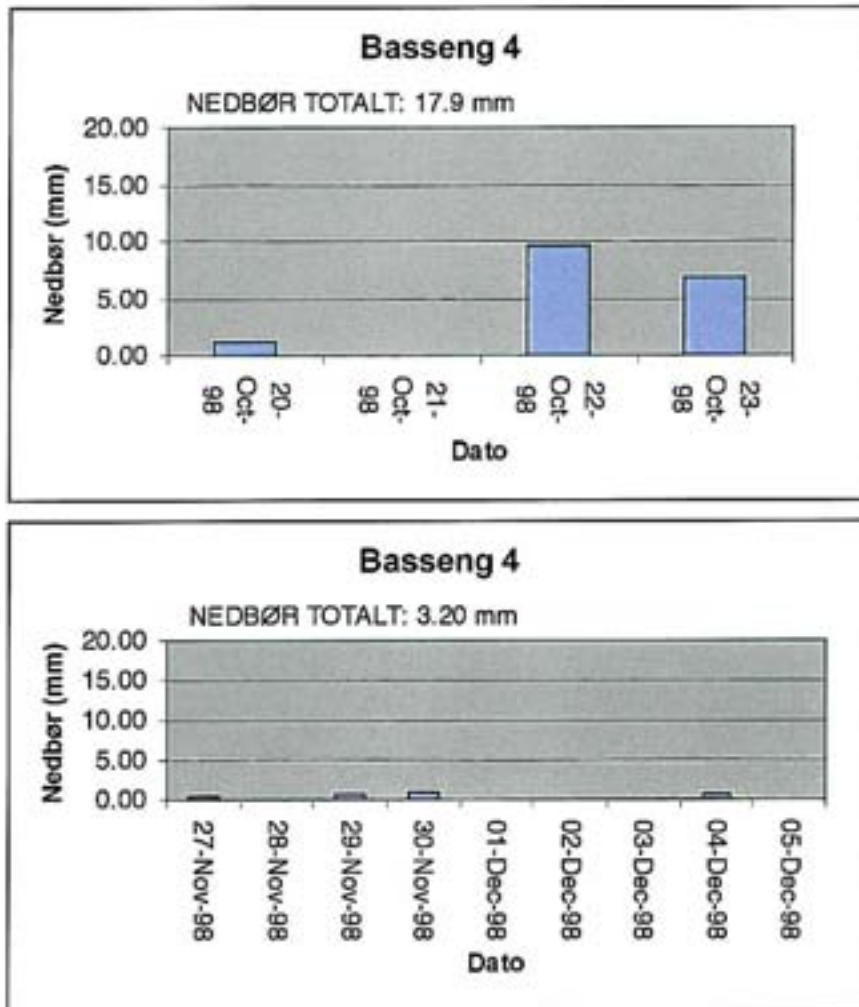 Basseng 4
NEDBØR TOTALT: 17.9 mm
20.00
15.00
10.00
5.00
0.00
Nedbør (mm)
20-
Oct-
98
21-
Oct-
98
22-
Oct-
98
23-
Oct-
98
Dato
Basseng 4
NEDBØR TOTALT: 3.20 mm
20.00
15.00
10.00
5.00
0.00
Nedbør (mm)
27-Nov-98
28-Nov-98
29-Nov-98
30-Nov-98
01-Dec-98
02-Dec-98
03-Dec-98
04-Dec-98
05-Dec-98
Dato